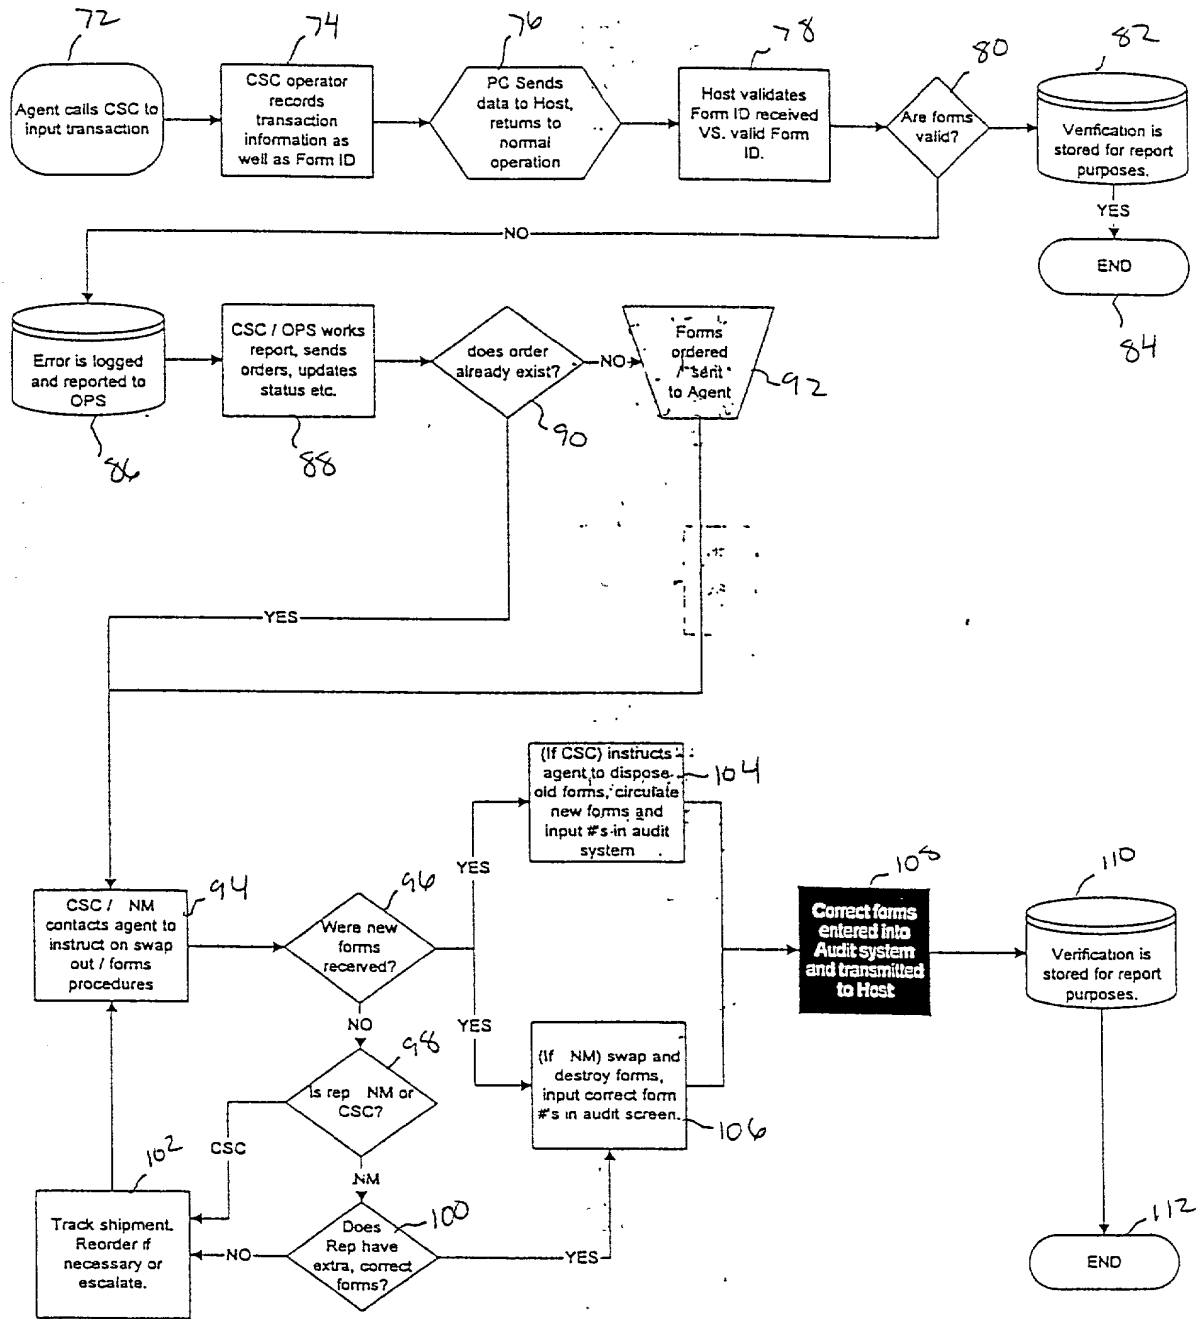 72
74
76
78
80
82
Agent calls CSC to
input transaction
CSC operator
records
transaction
information as
well as Form ID
PC Sends
data to Host,
returns to
normal
operation
Host validates
Form ID received
VS. valid Form
ID.
Are forms
valid?
Verification is
stored for report
purposes.
YES
END
84
NO
Error is logged
and reported to
OPS
86
CSC / OPS works
report, sends
orders, updates
status etc.
88
does order
already exist?
90
NO
Forms
ordered
/ sent
to Agent
92
YES
(If CSC) instructs
agent to dispose
old forms, circulate
new forms and
input #'s in audit
system
104
YES
CSC / NM
contacts agent to
instruct on swap
out / forms
procedures
94
Were new
forms
received?
96
YES
NO
(If NM) swap and
destroy forms,
input correct form
#'s in audit screen.
106
Correct forms
entered into
Audit system
and transmitted
to Host
108
Verification is
stored for report
purposes.
110
Is rep NM or
CSC?
98
CSC
NM
Track shipment.
Reorder if
necessary or
escalate.
102
NO
Does
Rep have
extra, correct
forms?
100
YES
END
112